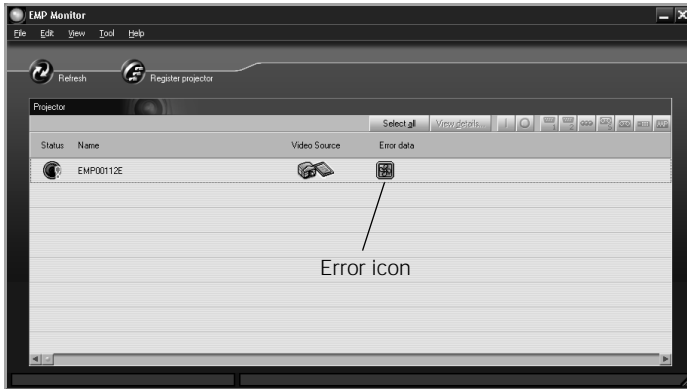 EMP Monitor
File Edit View Tool Help
Refresh Register projector
Projector
Select all View details...
Status Name Video Source Error data
EMP00112E
Error icon